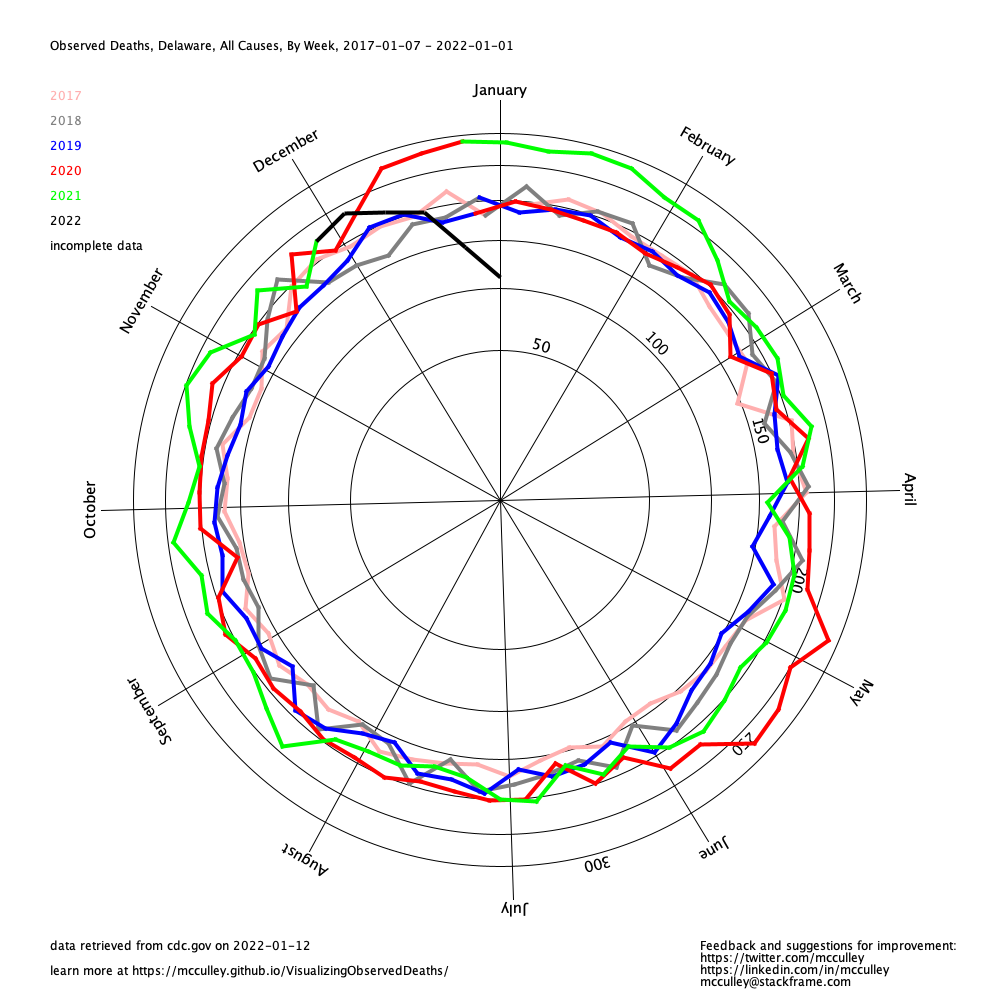 Observed Deaths, Delaware, All Causes, By Week, 2017-01-07 - 2022-01-01
January
2017
2018
2019
2020
2021
2022
incomplete data
December
February
November
March
50
100
150
October
April
200
September
May
250
August
June
300
July
data retrieved from cdc.gov on 2022-01-12
learn more at https://mcculley.github.io/VisualizingObservedDeaths/
Feedback and suggestions for improvement:
https://twitter.com/mcculley
https://linkedin.com/in/mcculley
mcculley@stackframe.com